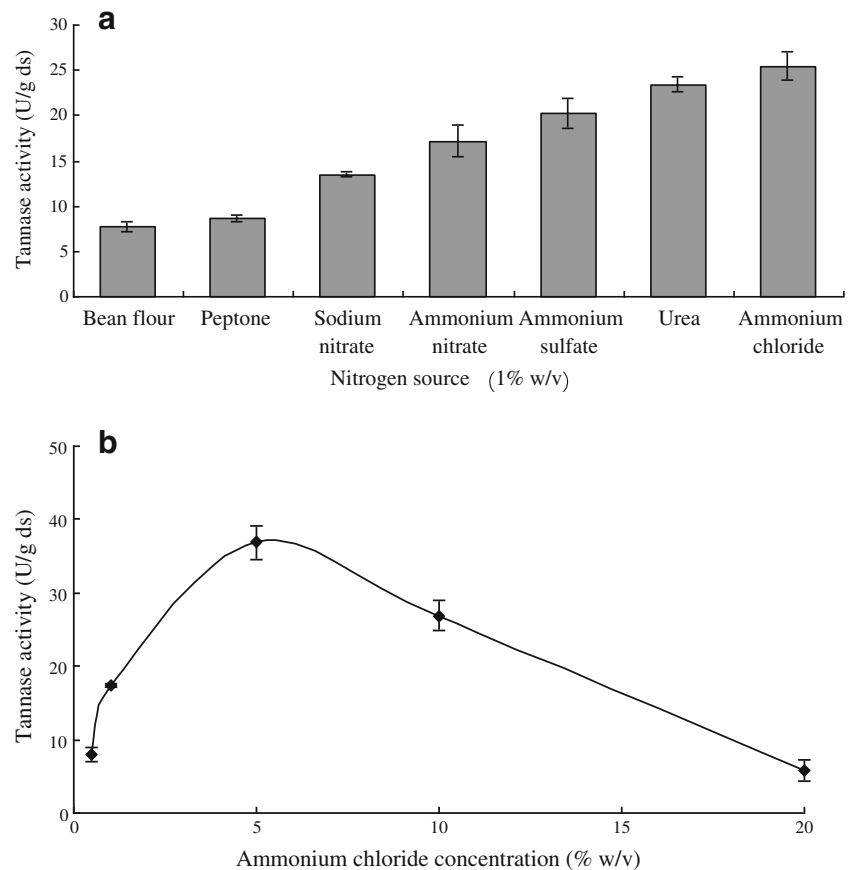 a
30
25
20
15
10
5
0
Tannase activity (U/g ds)
Bean flour Peptone Sodium nitrate Ammonium nitrate Ammonium sulfate Urea Ammonium chloride
Nitrogen source (1% w/v)
b
50
40
30
20
10
0
Tannase activity (U/g ds)
0 5 10 15 20
Ammonium chloride concentration (% w/v)